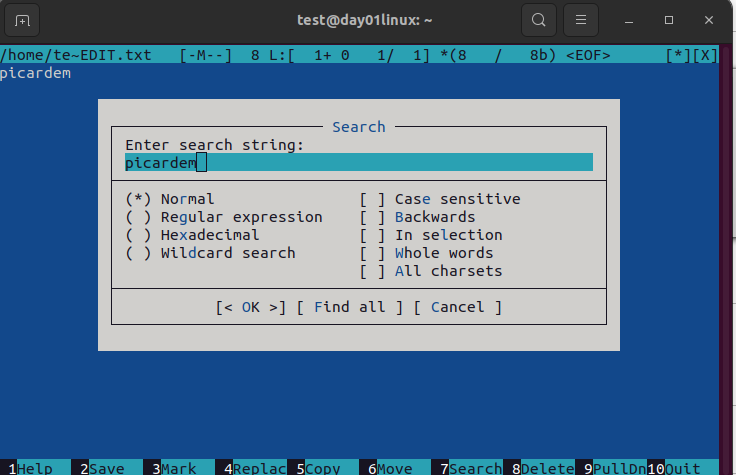 test@day01linux: ~
/home/te~EDIT.txt   [-M--]  8 L:[  1+ 0   1/  1] *(8   /   8b) <EOF>      [*][X]
picardem
Search
Enter search string:
picardem
(*) Normal                [ ] Case sensitive
( ) Regular expression    [ ] Backwards
( ) Hexadecimal           [ ] In selection
( ) Wildcard search       [ ] Whole words
[ ] All charsets
[< OK >] [ Find all ] [ Cancel ]
1Help  2Save  3Mark  4Replac 5Copy  6Move  7Search 8Delete 9PullDn 10Quit